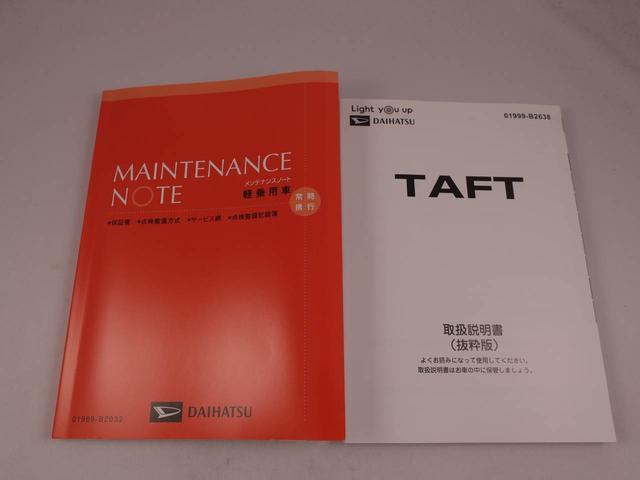 MAINTENANCE
NOTE
メンテナンスノート
軽乗用車
常時
携行
●保証書 ●点検整備方式 ●サービス網 ●点検整備記録簿
01999-B2032
DAIHATSU
Light you up
DAIHATSU
01999-B2638
TAFT
取扱説明書
(抜粋版)
よくお読みになって使用してください。
取扱説明書はお車の中に保管しましょう。